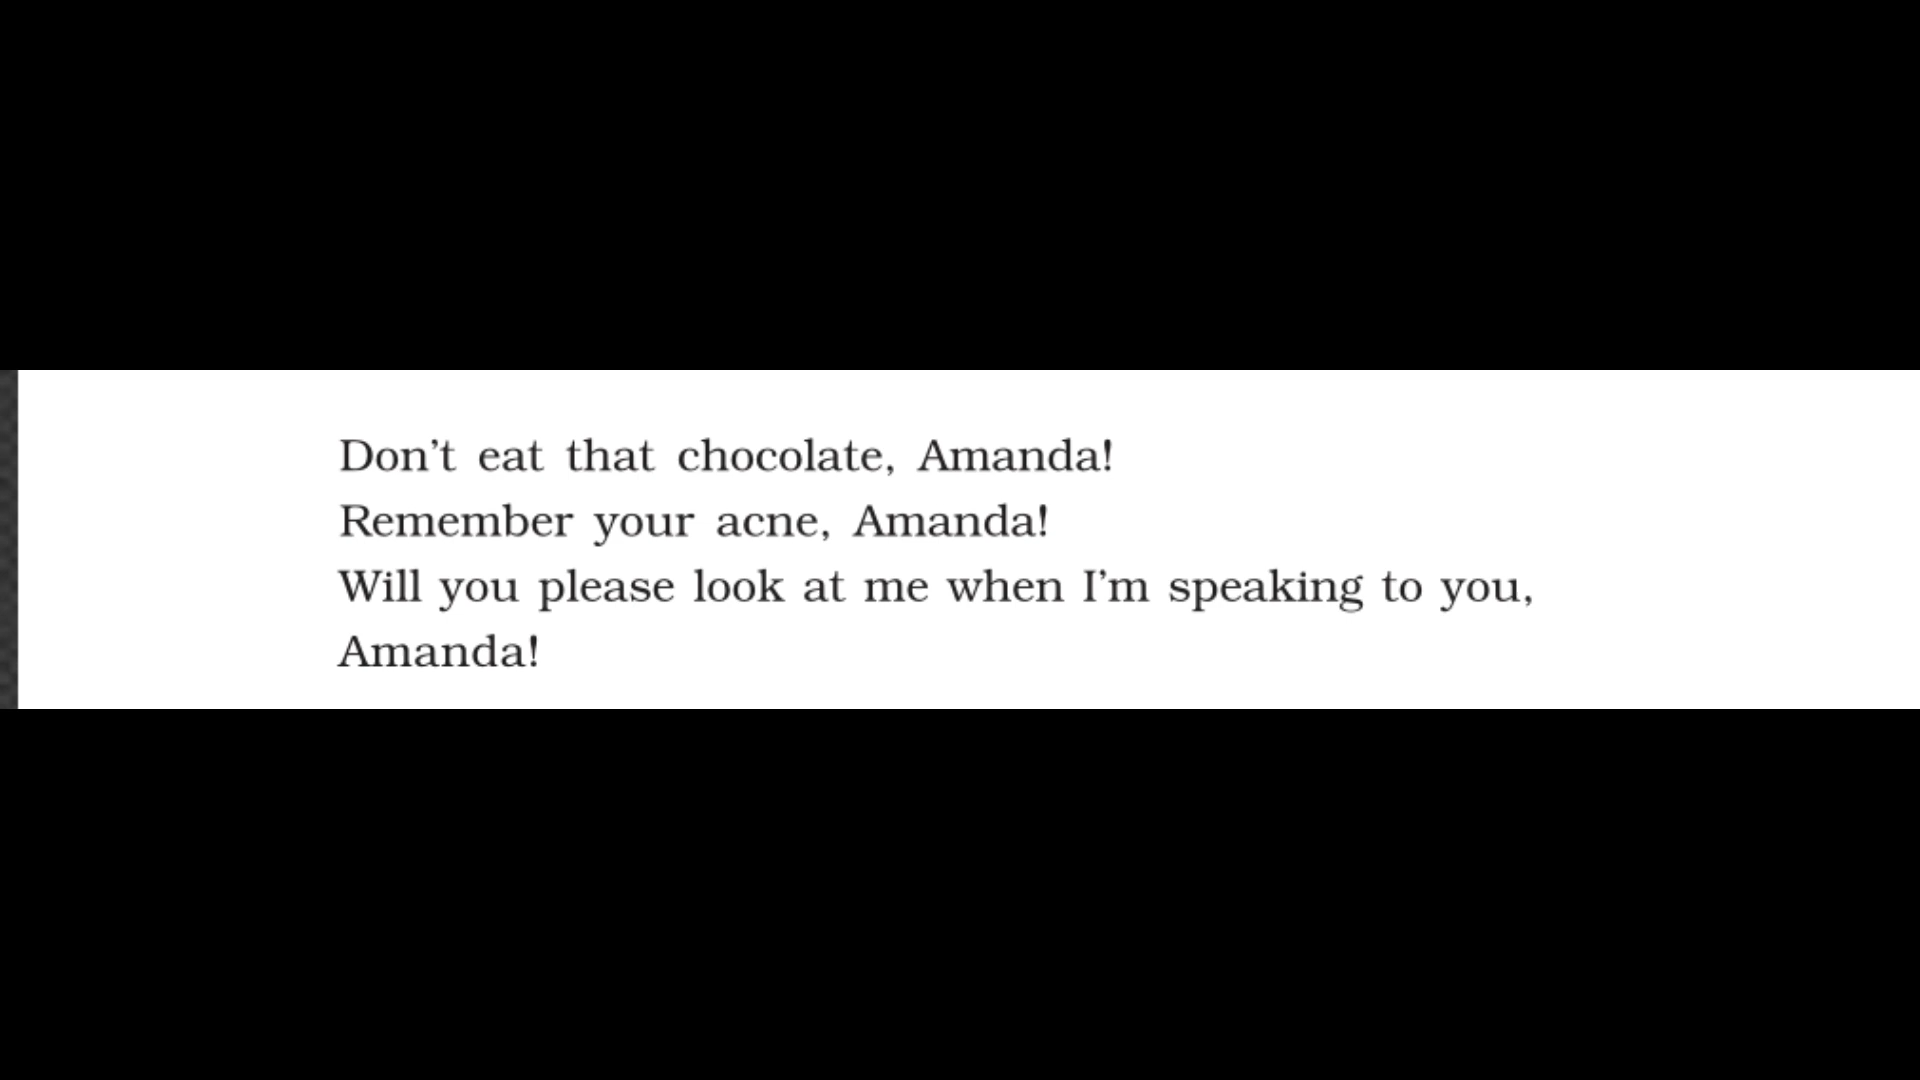 Don’t eat that chocolate, Amanda!
Remember your acne, Amanda!
Will you please look at me when I’m speaking to you,
Amanda!